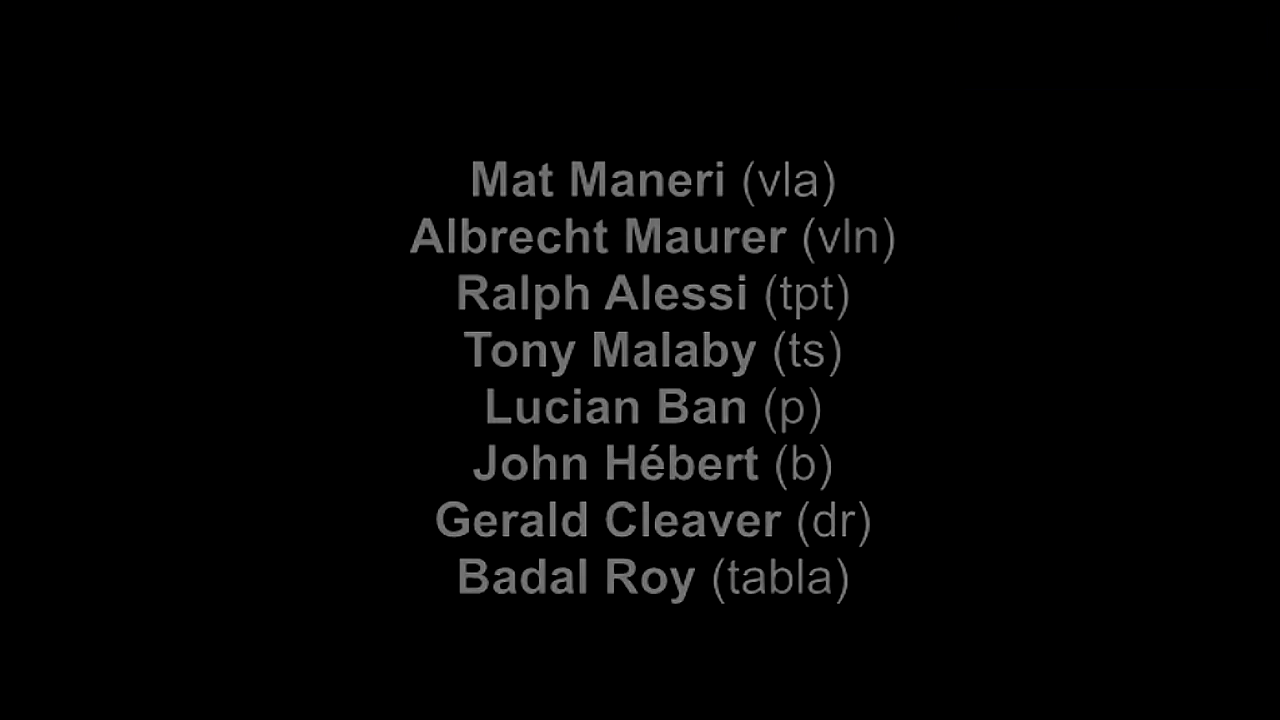 Mat Maneri (vla)
Albrecht Maurer (vln)
Ralph Alessi (tpt)
Tony Malaby (ts)
Lucian Ban (p)
John Hébert (b)
Gerald Cleaver (dr)
Badal Roy (tabla)